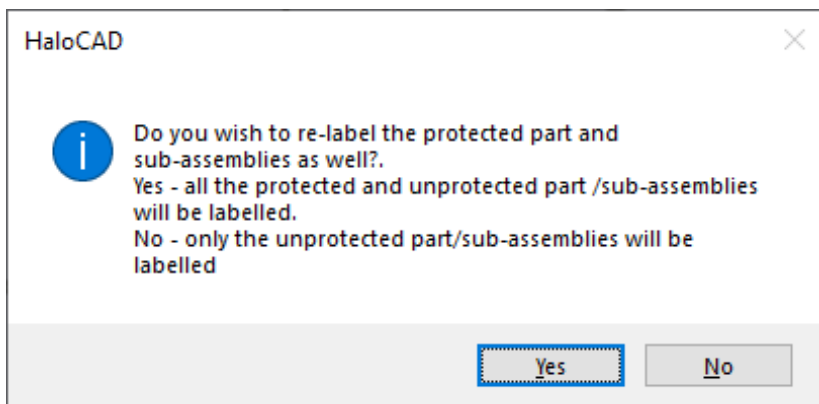 HaloCAD
Do you wish to re-label the protected part and
sub-assemblies as well?.
Yes - all the protected and unprotected part /sub-assemblies
will be labelled.
No - only the unprotected part/sub-assemblies will be
labelled
Yes
No